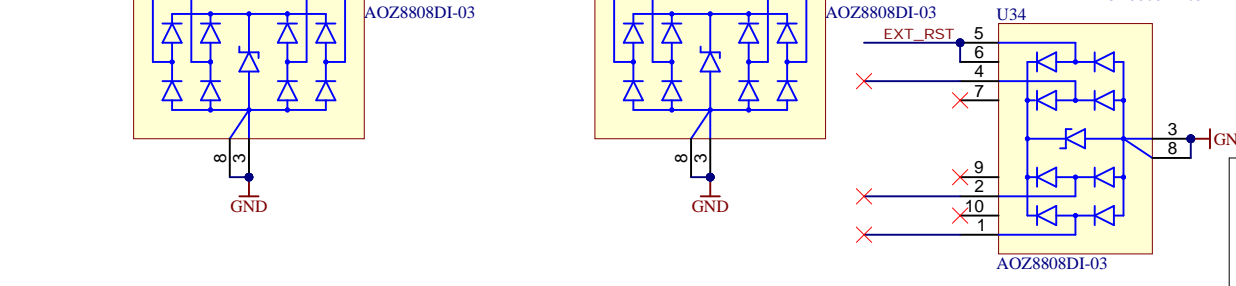 AOZ8808DI-03
8
3
GND
AOZ8808DI-03
8
3
GND
U34
EXT_RST
5
6
4
7
9
2
10
1
3
8
GN
AOZ8808DI-03